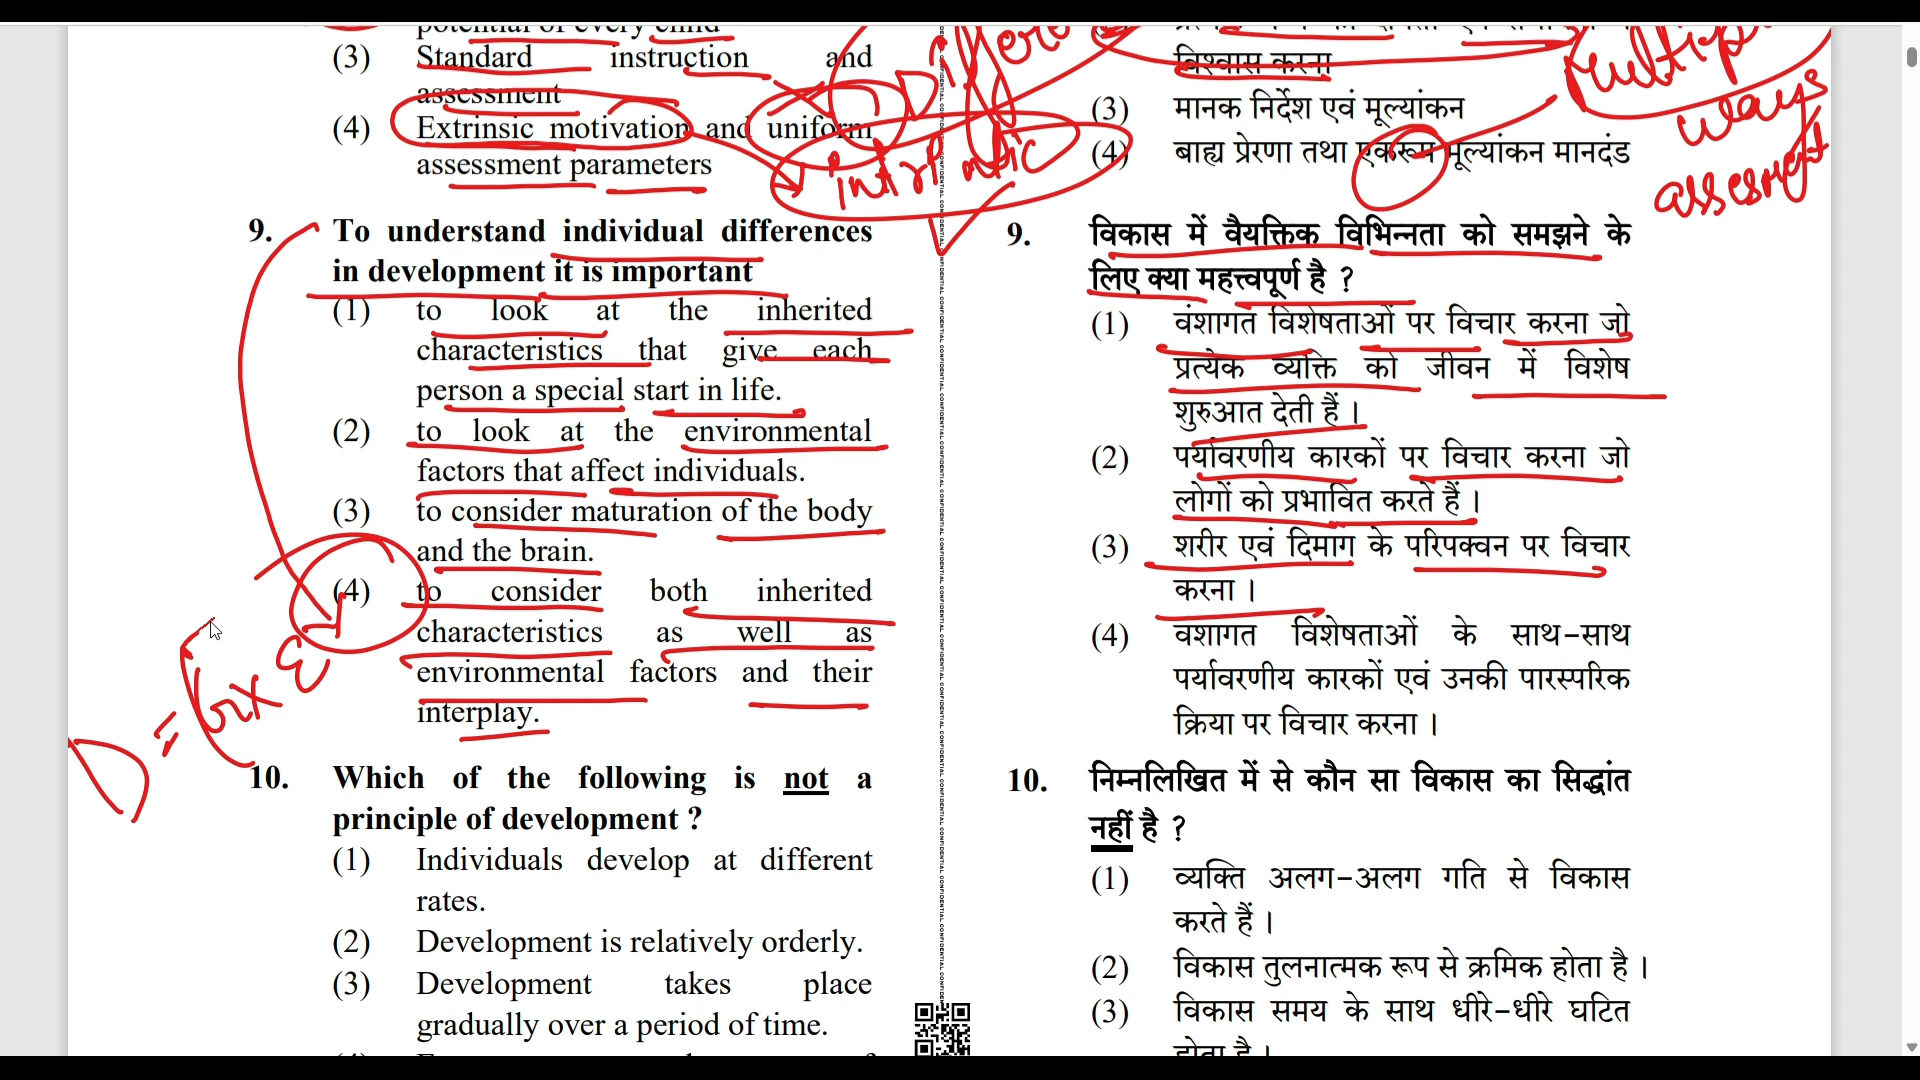 potential of every child
(3) Standard instruction and
assessment
(4) Extrinsic motivation and uniform
assessment parameters
9. To understand individual differences
in development it is important
(1) to look at the inherited
characteristics that give each
person a special start in life.
(2) to look at the environmental
factors that affect individuals.
(3) to consider maturation of the body
and the brain.
(4) to consider both inherited
characteristics as well as
environmental factors and their
interplay.
10. Which of the following is not a
principle of development ?
(1) Individuals develop at different
rates.
(2) Development is relatively orderly.
(3) Development takes place
gradually over a period of time.
विश्वास करना
(3) मानक निर्देश एवं मूल्यांकन
(4) बाह्य प्रेरणा तथा एकरूप मूल्यांकन मानदंड
9. विकास में वैयक्तिक विभिन्नता को समझने के
लिए क्या महत्त्वपूर्ण है ?
(1) वंशागत विशेषताओं पर विचार करना जो
प्रत्येक व्यक्ति को जीवन में विशेष
शुरुआत देती हैं ।
(2) पर्यावरणीय कारकों पर विचार करना जो
लोगों को प्रभावित करते हैं ।
(3) शरीर एवं दिमाग के परिपक्वन पर विचार
करना ।
(4) वंशागत विशेषताओं के साथ-साथ
पर्यावरणीय कारकों एवं उनकी पारस्परिक
क्रिया पर विचार करना ।
10. निम्नलिखित में से कौन सा विकास का सिद्धांत
नहीं है ?
(1) व्यक्ति अलग-अलग गति से विकास
करते हैं ।
(2) विकास तुलनात्मक रूप से क्रमिक होता है ।
(3) विकास समय के साथ धीरे-धीरे घटित
होता है ।
ways
assesment